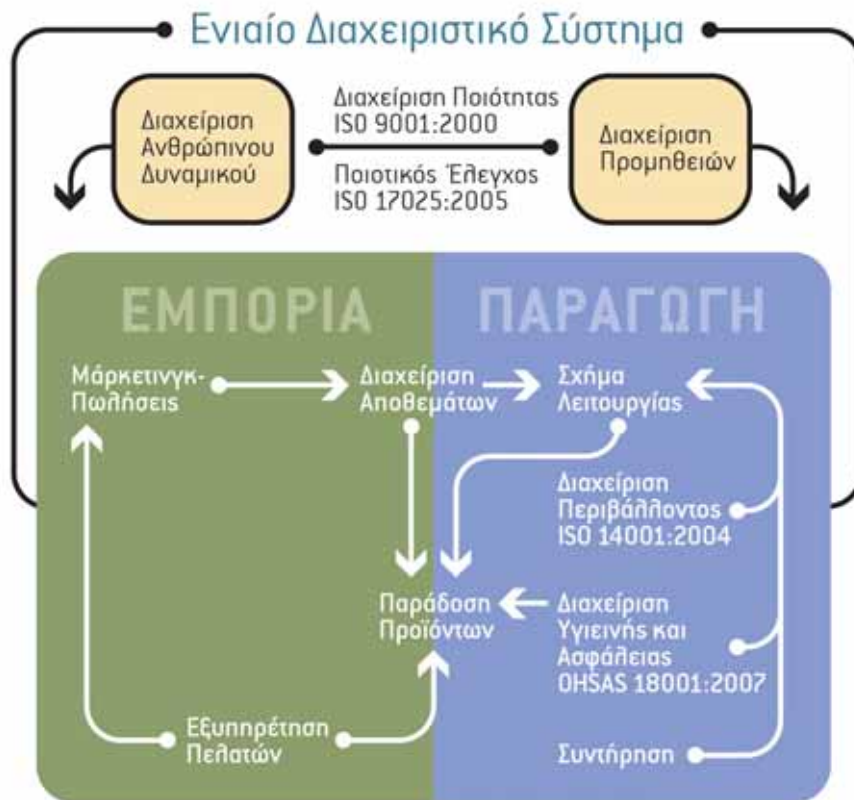 Ενιαίο Διαχειριστικό Σύστημα
Διαχείριση
Ανθρώπινου
Δυναμικού
Διαχείριση Ποιότητας
ISO 9001:2000
Ποιοτικός Έλεγχος
ISO 17025:2005
Διαχείριση
Προμηθειών
ΕΜΠΟΡΙΑ
ΠΑΡΑΓΩΓΗ
Μάρκετινγκ-
Πωλήσεις
Διαχείριση
Αποθεμάτων
Σχήμα
Λειτουργίας
Διαχείριση
Περιβάλλοντος
ISO 14001:2004
Παράδοση
Προϊόντων
Διαχείριση
Υγιεινής και
Ασφάλειας
OHSAS 18001:2007
Εξυπηρέτηση
Πελατών
Συντήρηση